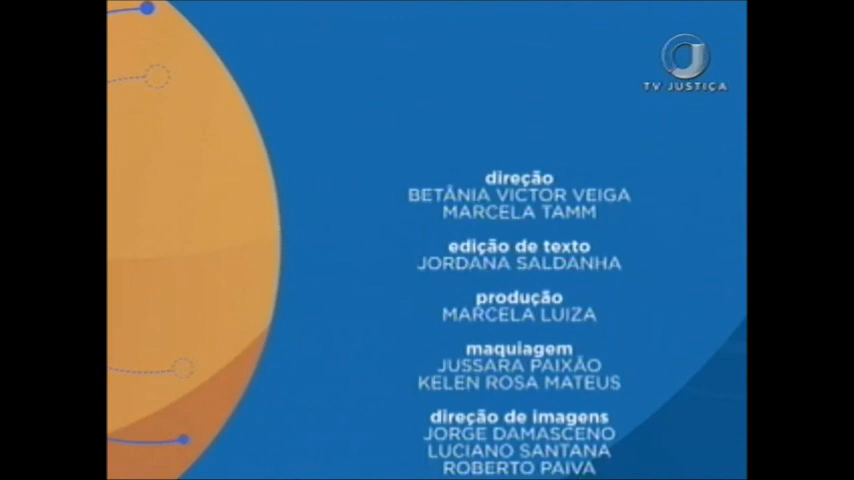 TV JUSTIÇA
direção
BETÂNIA VICTOR VEIGA
MARCELA TAMM
edição de texto
JORDANA SALDANHA
produção
MARCELA LUIZA
maquiagem
JUSSARA PAIXÃO
KELEN ROSA MATEUS
direção de imagens
JORGE DAMASCENO
LUCIANO SANTANA
ROBERTO PAIVA